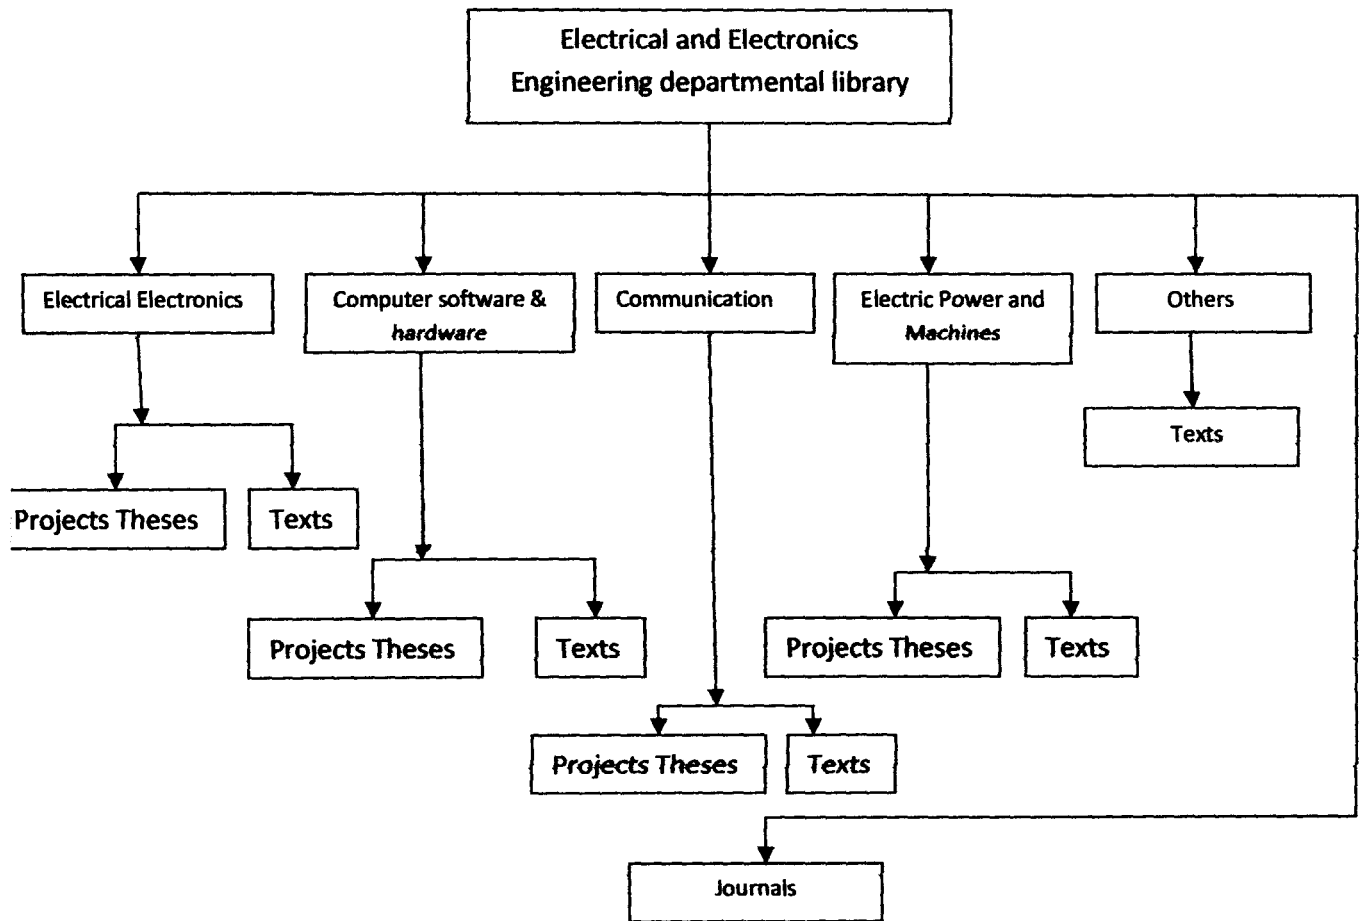 Electrical and Electronics
Engineering departmental library
Electrical Electronics
Computer software &
hardware
Communication
Electric Power and
Machines
Others
Texts
Projects Theses
Texts
Projects Theses
Texts
Projects Theses
Texts
Projects Theses
Texts
Journals